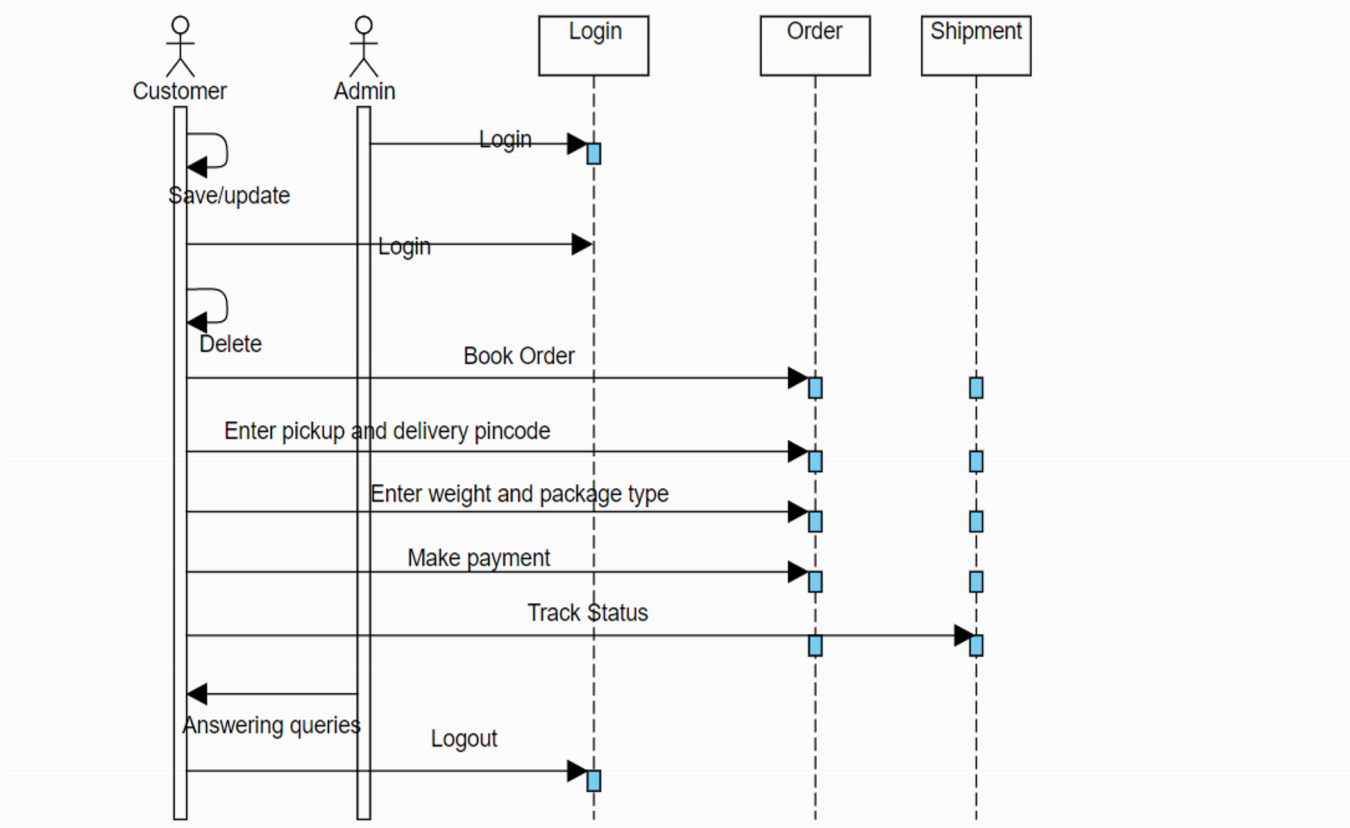 Login
Order
Shipment
Customer
Admin
Login
Save/update
Login
Delete
Book Order
Enter pickup and delivery pincode
Enter weight and package type
Make payment
Track Status
Answering queries
Logout